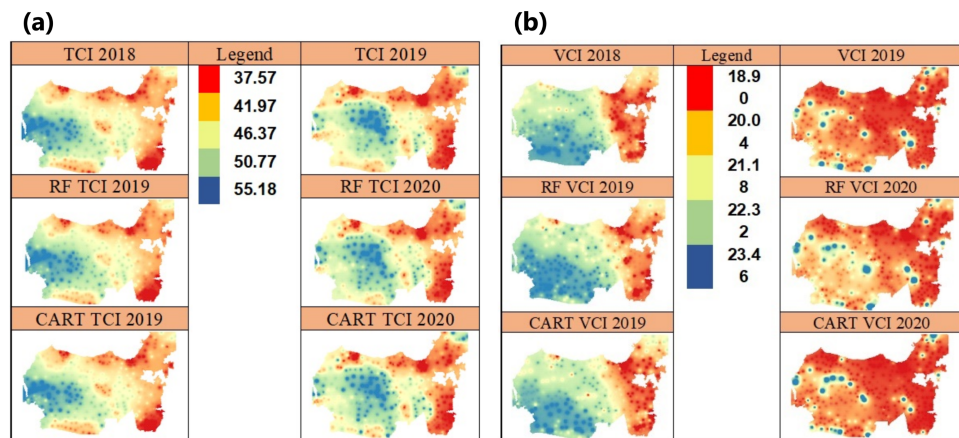 (a)
TCI 2018 Legend TCI 2019
37.57
41.97
46.37
50.77
55.18
RF TCI 2019 RF TCI 2020
CART TCI 2019 CART TCI 2020
(b)
VCI 2018 Legend VCI 2019
18.9
0
20.0
4
21.1
8
22.3
2
23.4
6
RF VCI 2019 RF VCI 2020
CART VCI 2019 CART VCI 2020